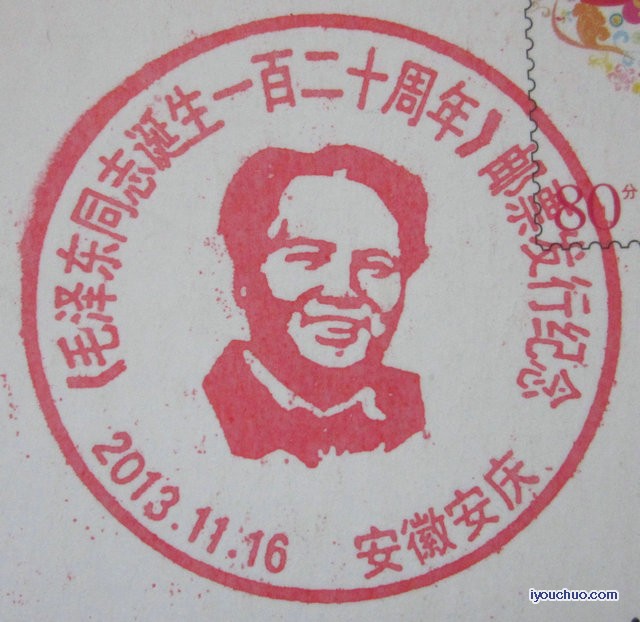 《毛泽东同志诞生一百二十周年》邮票发行纪念
2013.11.16
安徽安庆
80分
iyouchuo.com